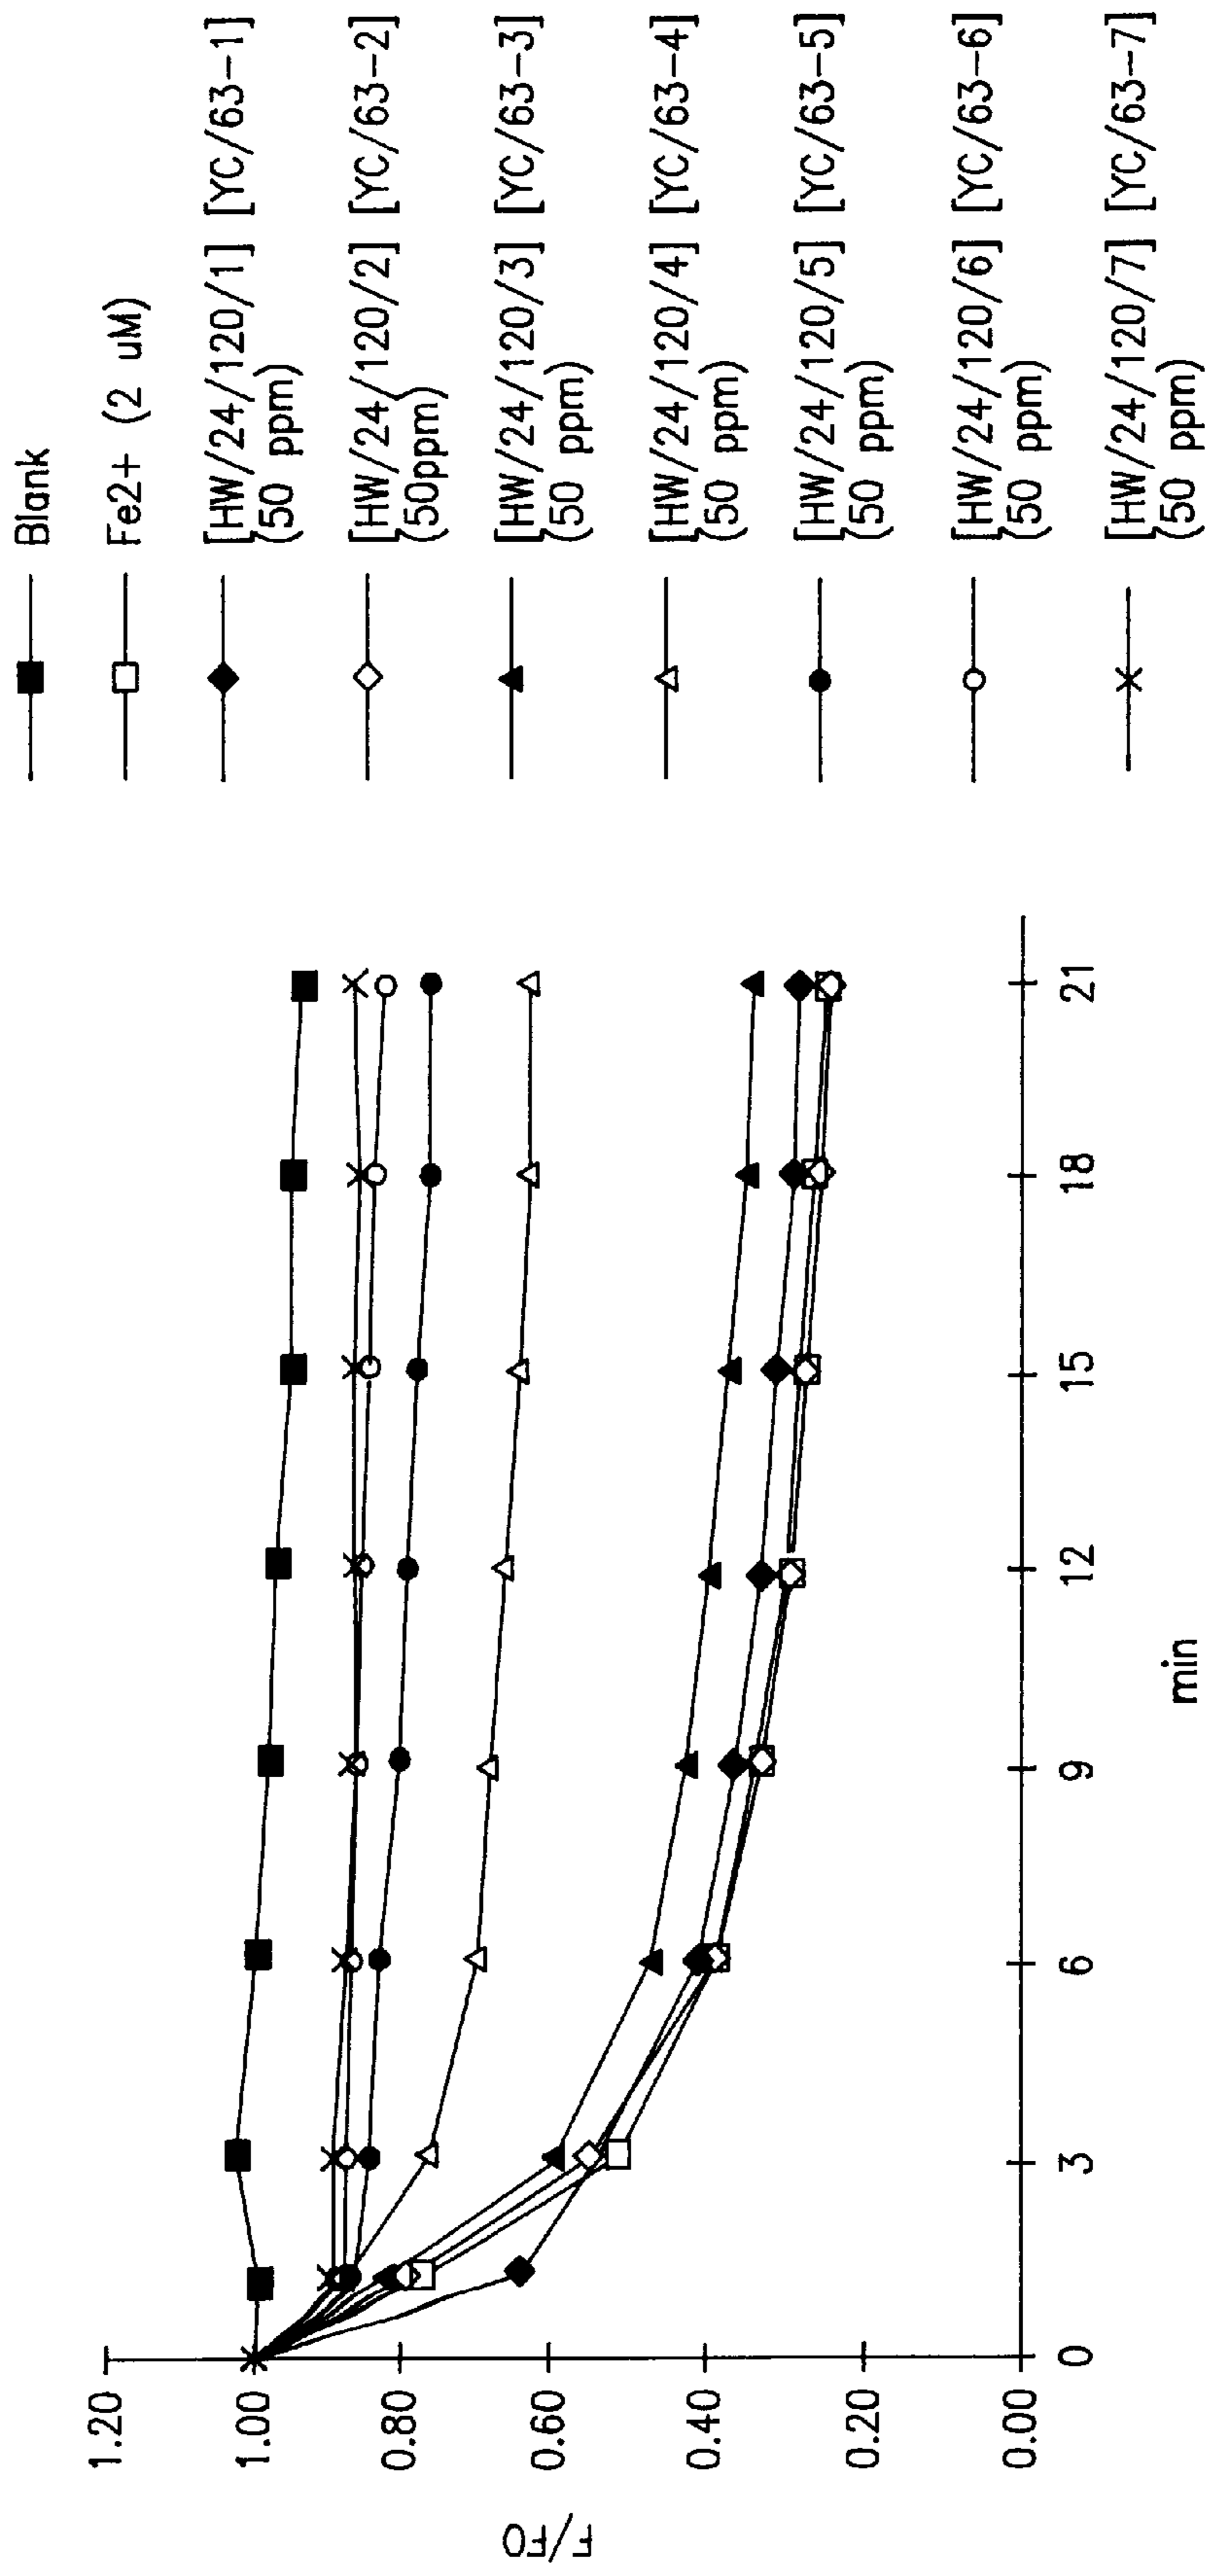 F/F0
1.20
1.00
0.80
0.60
0.40
0.20
0.00
0 3 6 9 12 15 18 21
min
Blank
Fe2+ (2 uM)
[HW/24/120/1] [YC/63-1]
(50 ppm)
[HW/24/120/2] [YC/63-2]
(50ppm)
[HW/24/120/3] [YC/63-3]
(50 ppm)
[HW/24/120/4] [YC/63-4]
(50 ppm)
[HW/24/120/5] [YC/63-5]
(50 ppm)
[HW/24/120/6] [YC/63-6]
(50 ppm)
[HW/24/120/7] [YC/63-7]
(50 ppm)